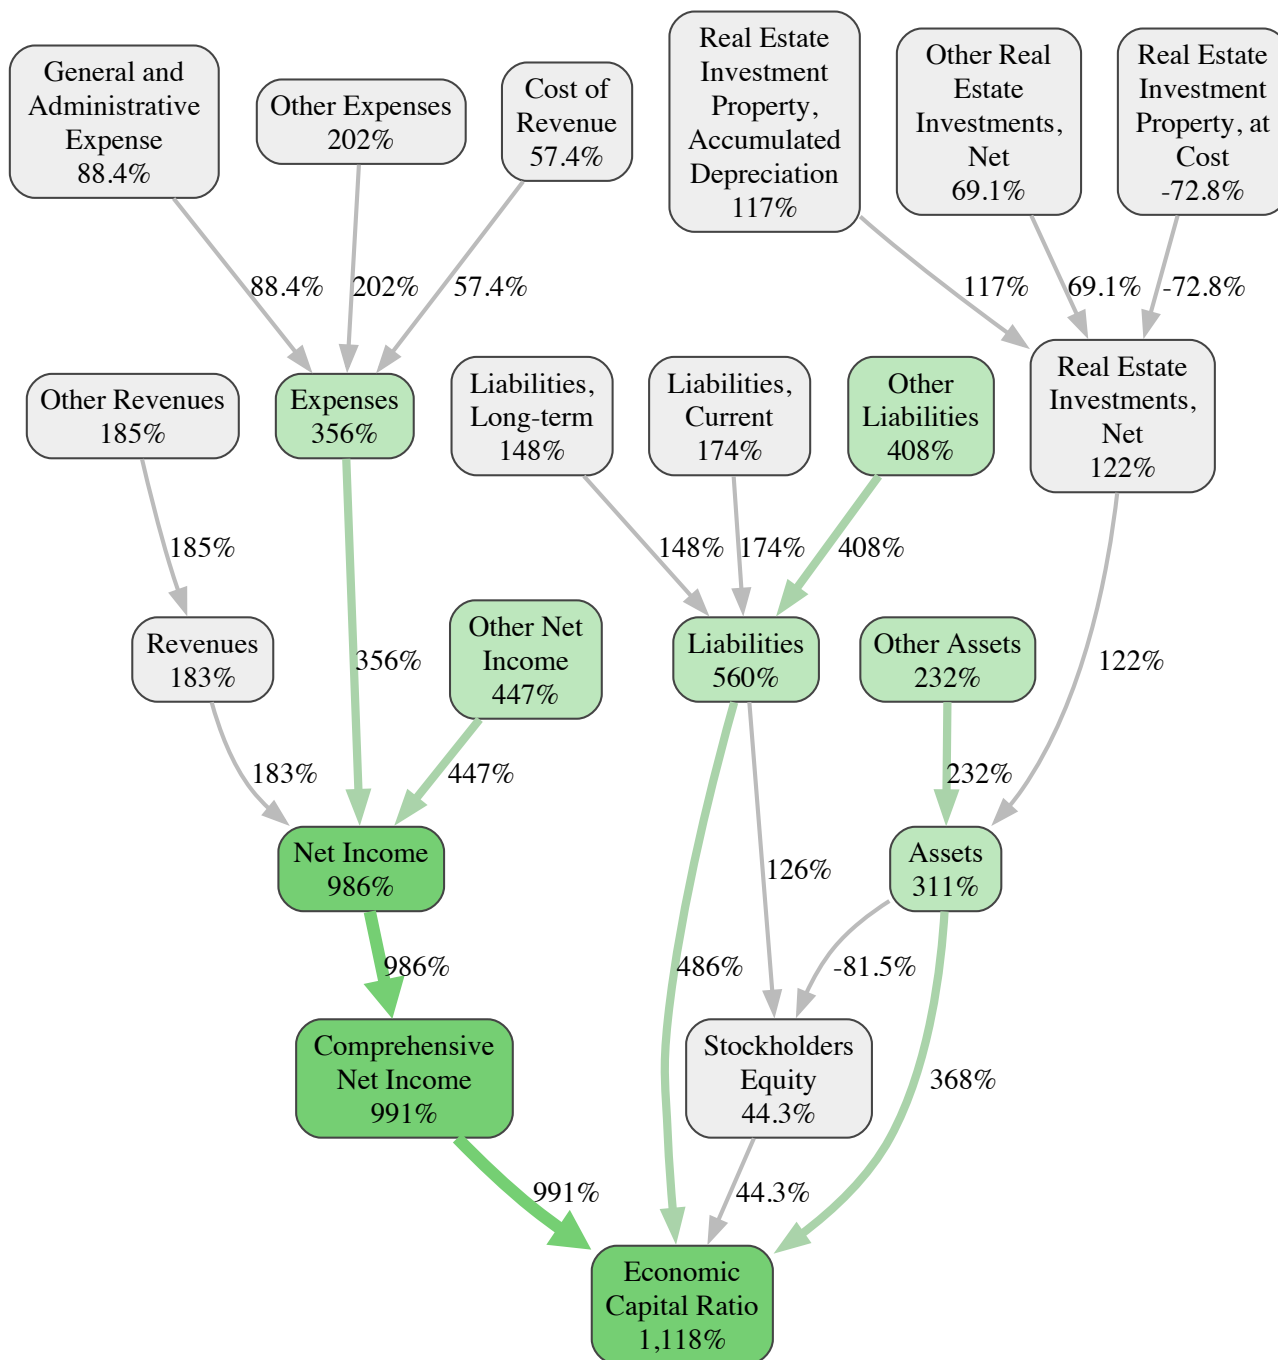 General and
Administrative
Expense
88.4%
Other Expenses
202%
Cost of
Revenue
57.4%
Real Estate
Investment
Property,
Accumulated
Depreciation
117%
Other Real
Estate
Investments,
Net
69.1%
Real Estate
Investment
Property, at
Cost
-72.8%
88.4%
202%
57.4%
117%
69.1%
-72.8%
Other Revenues
185%
Expenses
356%
Liabilities,
Long-term
148%
Liabilities,
Current
174%
Other
Liabilities
408%
Real Estate
Investments,
Net
122%
185%
148%
174%
408%
Revenues
183%
356%
Other Net
Income
447%
Liabilities
560%
Other Assets
232%
122%
183%
447%
232%
Net Income
986%
126%
Assets
311%
986%
486%
-81.5%
Comprehensive
Net Income
991%
Stockholders
Equity
44.3%
368%
991%
44.3%
Economic
Capital Ratio
1,118%